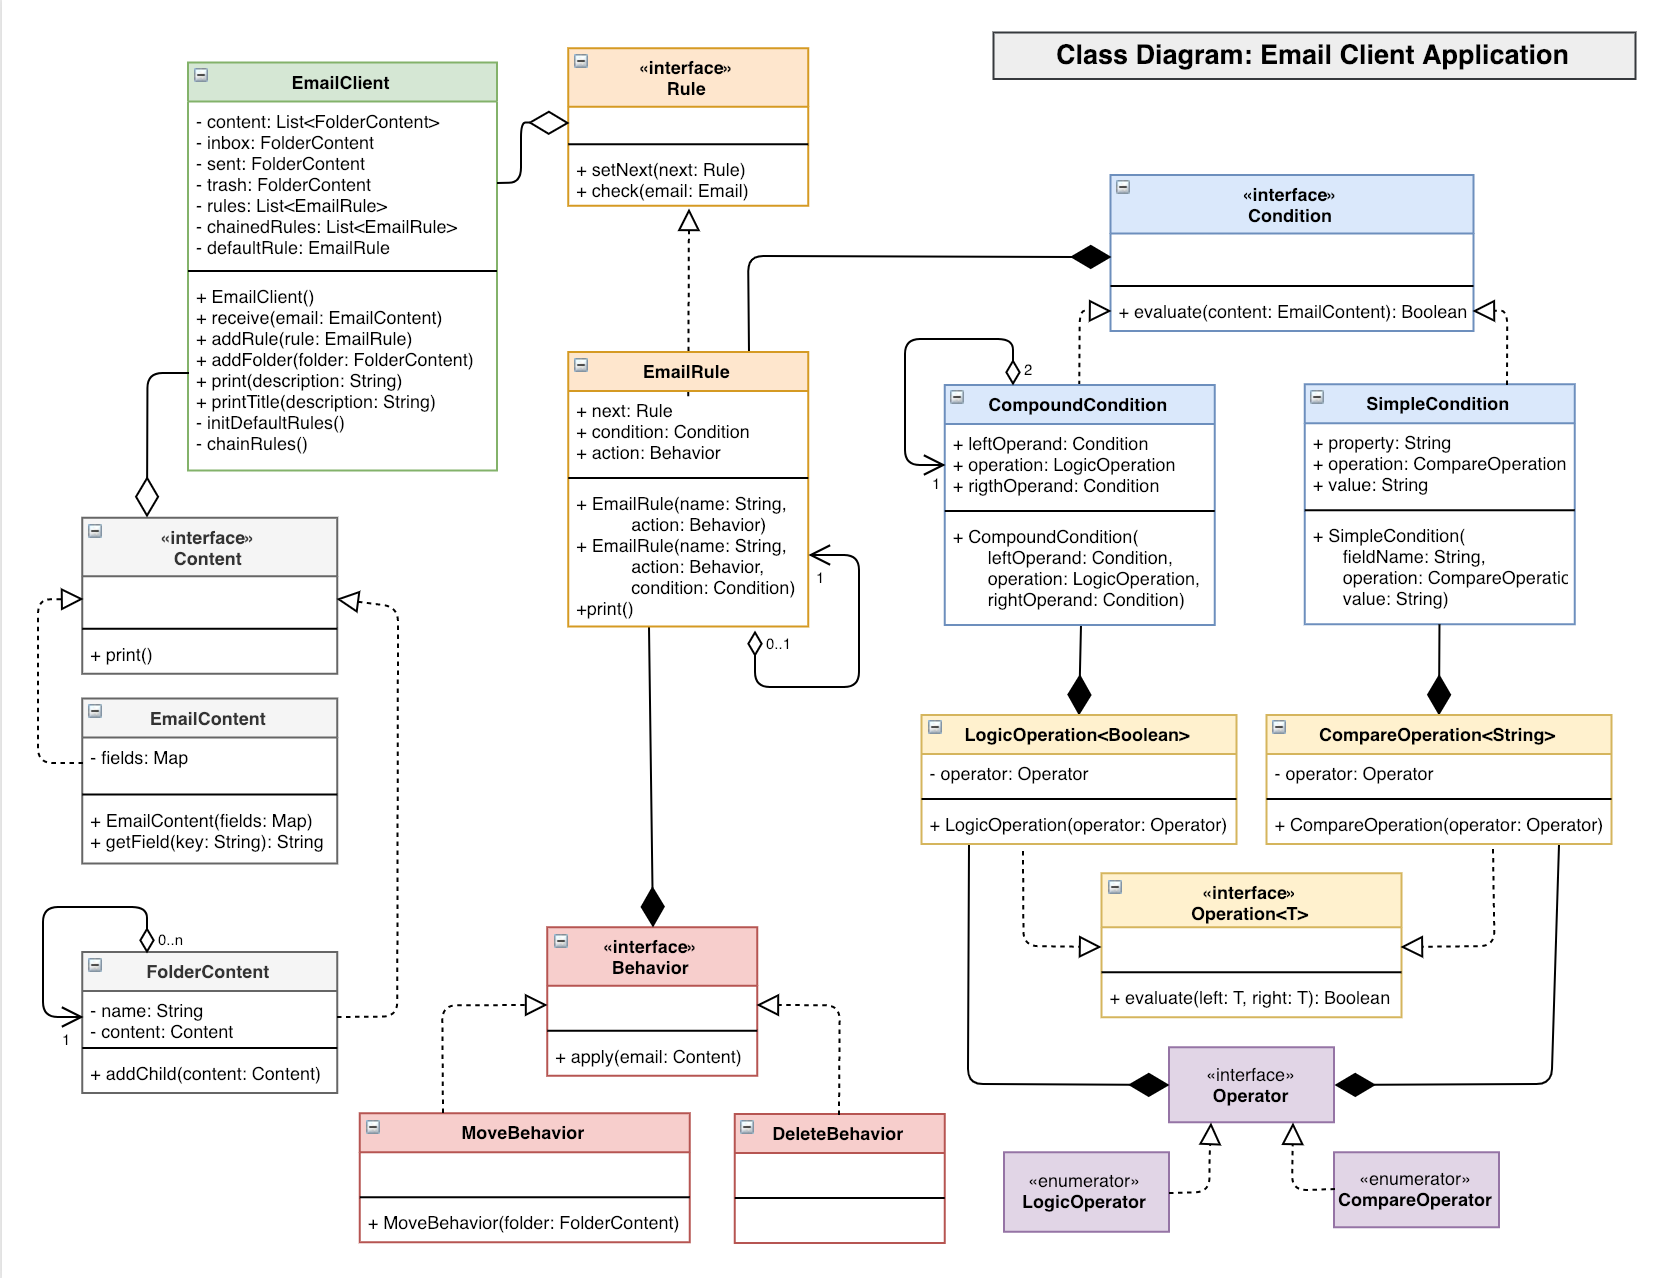 Class Diagram: Email Client Application
EmailClient
- content: List<FolderContent>
- inbox: FolderContent
- sent: FolderContent
- trash: FolderContent
- rules: List<EmailRule>
- chainedRules: List<EmailRule>
- defaultRule: EmailRule
+ EmailClient()
+ receive(email: EmailContent)
+ addRule(rule: EmailRule)
+ addFolder(folder: FolderContent)
+ print(description: String)
+ printTitle(description: String)
- initDefaultRules()
- chainRules()
«interface»
Rule
+ setNext(next: Rule)
+ check(email: Email)
«interface»
Condition
+ evaluate(content: EmailContent): Boolean
EmailRule
+ next: Rule
+ condition: Condition
+ action: Behavior
+ EmailRule(name: String,
action: Behavior)
+ EmailRule(name: String,
action: Behavior,
condition: Condition)
+print()
1
0..1
2
1
CompoundCondition
+ leftOperand: Condition
+ operation: LogicOperation
+ rigthOperand: Condition
+ CompoundCondition(
leftOperand: Condition,
operation: LogicOperation,
rightOperand: Condition)
SimpleCondition
+ property: String
+ operation: CompareOperation
+ value: String
+ SimpleCondition(
fieldName: String,
operation: CompareOperatic
value: String)
«interface»
Content
+ print()
EmailContent
- fields: Map
+ EmailContent(fields: Map)
+ getField(key: String): String
0..n
1
FolderContent
- name: String
- content: Content
+ addChild(content: Content)
LogicOperation<Boolean>
- operator: Operator
+ LogicOperation(operator: Operator)
CompareOperation<String>
- operator: Operator
+ CompareOperation(operator: Operator)
«interface»
Operation<T>
+ evaluate(left: T, right: T): Boolean
«interface»
Behavior
+ apply(email: Content)
MoveBehavior
+ MoveBehavior(folder: FolderContent)
DeleteBehavior
«interface»
Operator
«enumerator»
LogicOperator
«enumerator»
CompareOperator